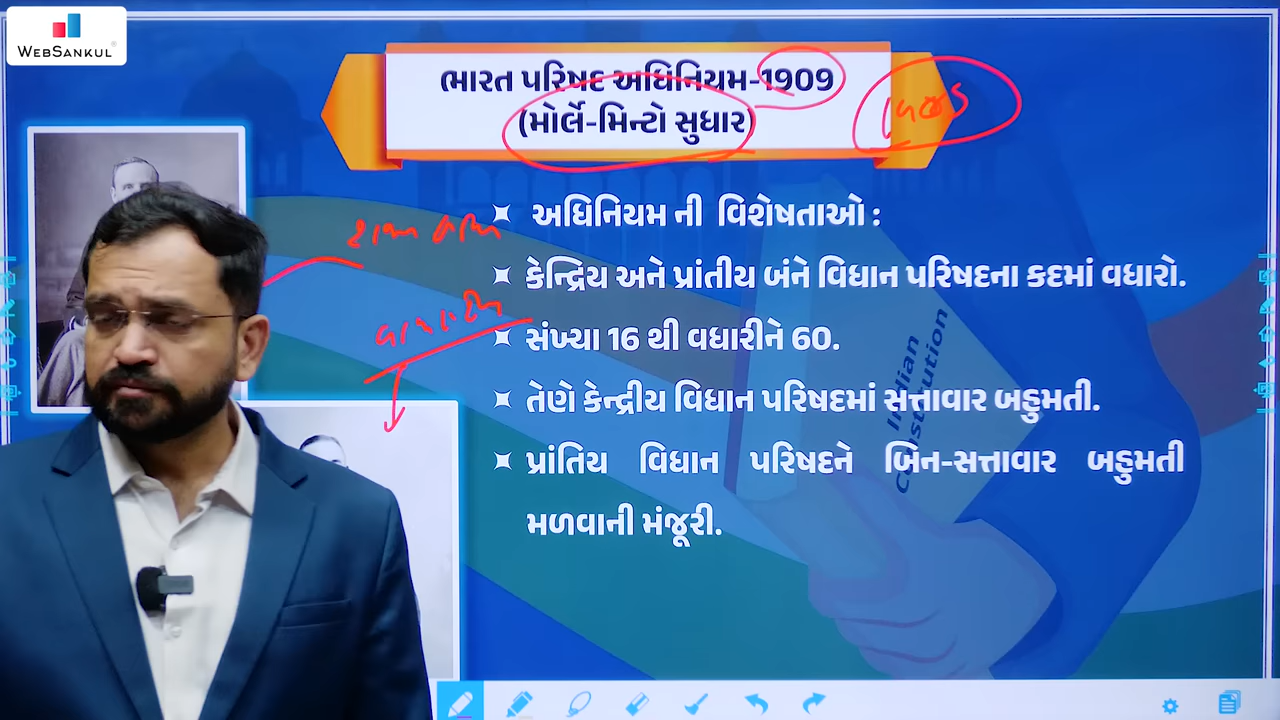 WEBSANKUL
ભારત પરિષદ અધિનિયમ-1909
(મોર્લે-મિન્ટો સુધાર)
અધિનિયમ ની વિશેષતાઓ :
કેન્દ્રિય અને પ્રાંતીય બંને વિધાન પરિષદના કદમાં વધારો.
સંખ્યા 16 થી વધારીને 60.
તેણે કેન્દ્રીય વિધાન પરિષદમાં સત્તાવાર બહુમતી.
પ્રાંતિય વિધાન પરિષદને બિન-સત્તાવાર બહુમતી
મળવાની મંજૂરી.
Indian